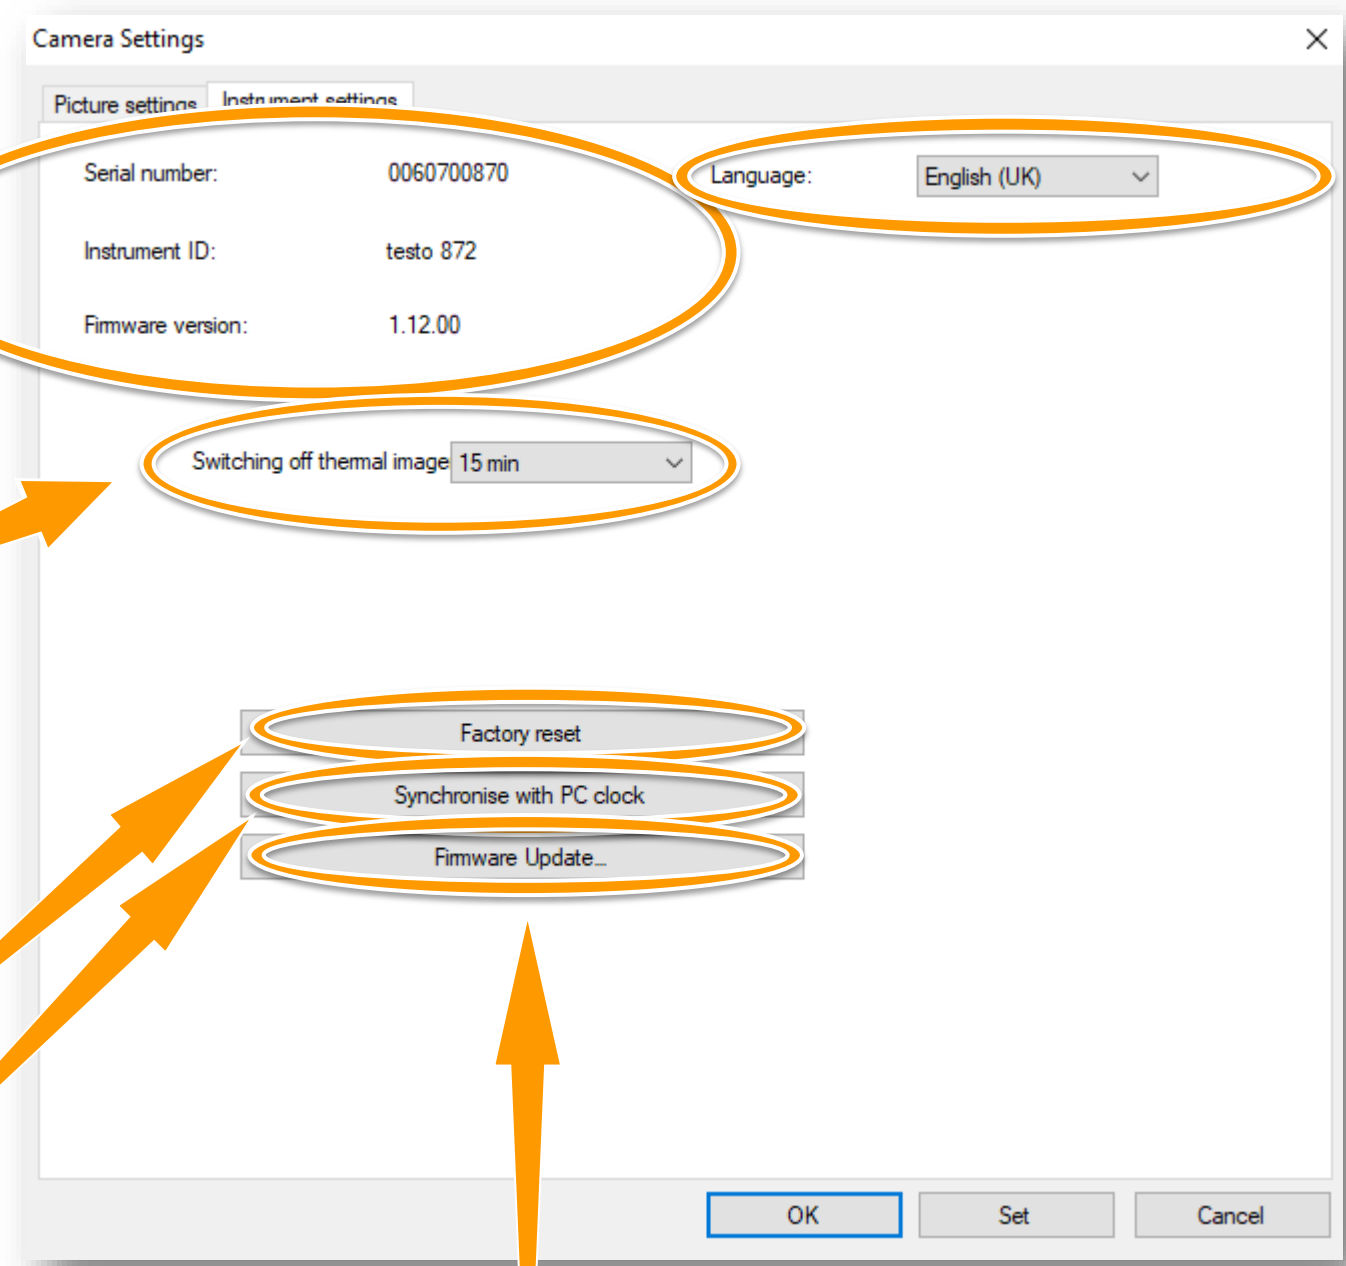 Camera Settings
Picture settings Instrument settings
Serial number: 0060700870 Language: English (UK)
Instrument ID: testo 872
Firmware version: 1.12.00
Switching off thermal image 15 min
Factory reset
Synchronise with PC clock
Firmware Update...
OK Set Cancel